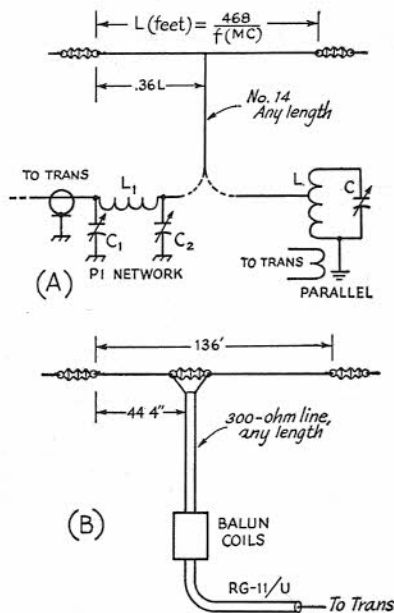 L (feet) = 468 / f(MC)
.36L
No. 14
Any length
TO TRANS
L1
C1
C2
PI NETWORK
L
C
TO TRANS
PARALLEL
(A)
136'
44' 4"
300-ohm line,
any length
(B)
BALUN
COILS
RG-11/U
To Trans